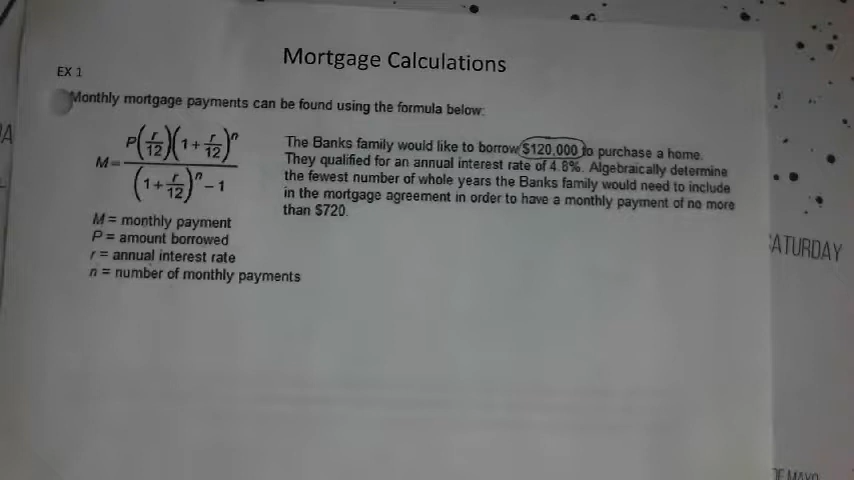 Mortgage Calculations
EX 1
Monthly mortgage payments can be found using the formula below:
M = P(r/12)(1 + r/12)^n / (1 + r/12)^n − 1
The Banks family would like to borrow $120,000 to purchase a home.
They qualified for an annual interest rate of 4.8%. Algebraically determine
the fewest number of whole years the Banks family would need to include
in the mortgage agreement in order to have a monthly payment of no more
than $720.
M = monthly payment
P = amount borrowed
r = annual interest rate
n = number of monthly payments